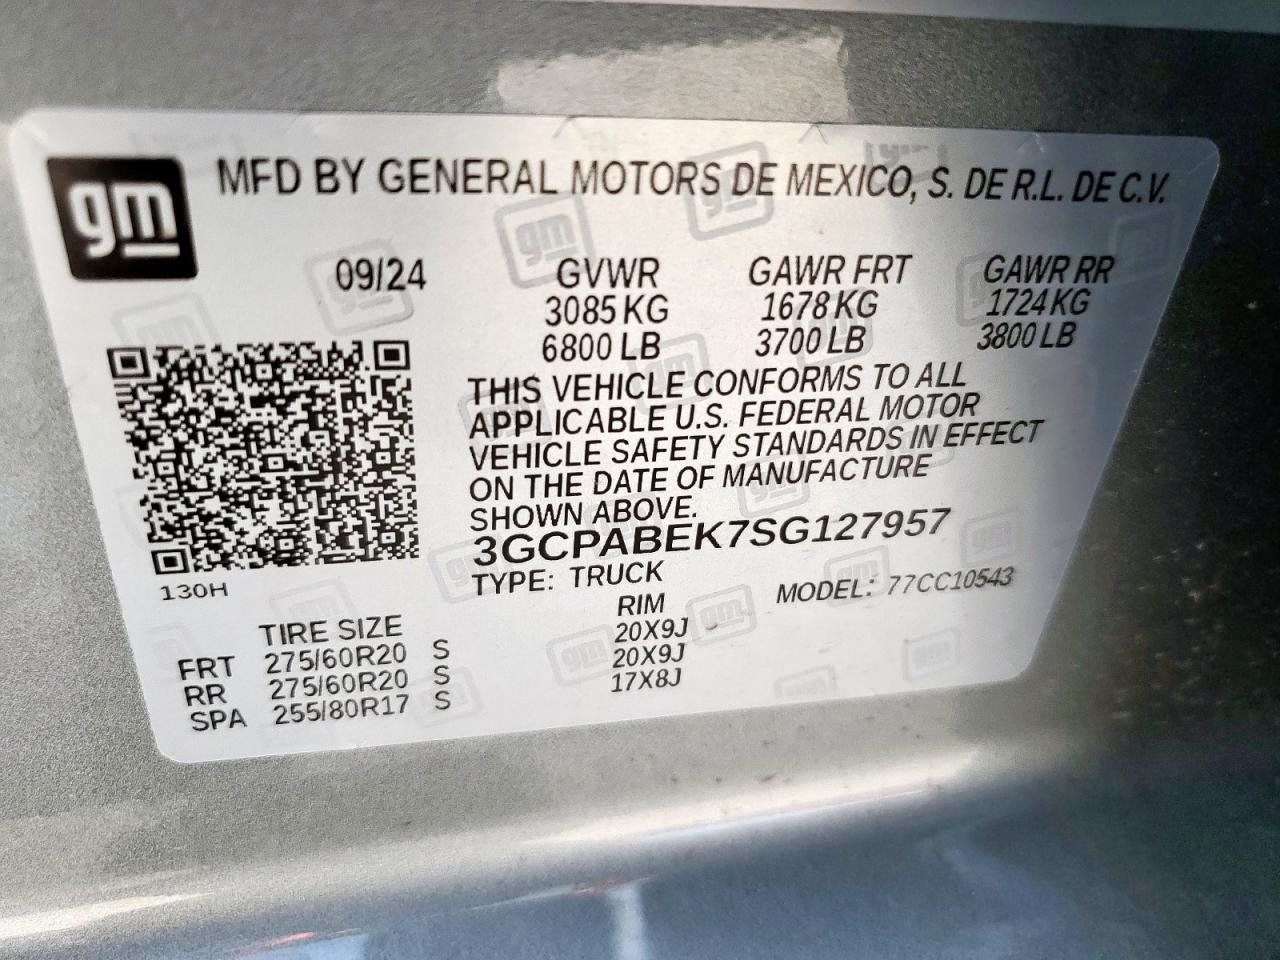 gm
MFD BY GENERAL MOTORS DE MEXICO, S. DE R.L. DE C.V.
09/24 GVWR GAWR FRT GAWR RR
3085 KG 1678 KG 1724 KG
6800 LB 3700 LB 3800 LB
THIS VEHICLE CONFORMS TO ALL
APPLICABLE U.S. FEDERAL MOTOR
VEHICLE SAFETY STANDARDS IN EFFECT
ON THE DATE OF MANUFACTURE
SHOWN ABOVE.
3GCPABEK7SG127957
TYPE: TRUCK MODEL: 77CC10543
130H
TIRE SIZE RIM
FRT 275/60R20 S 20X9J
RR 275/60R20 S 20X9J
SPA 255/80R17 S 17X8J